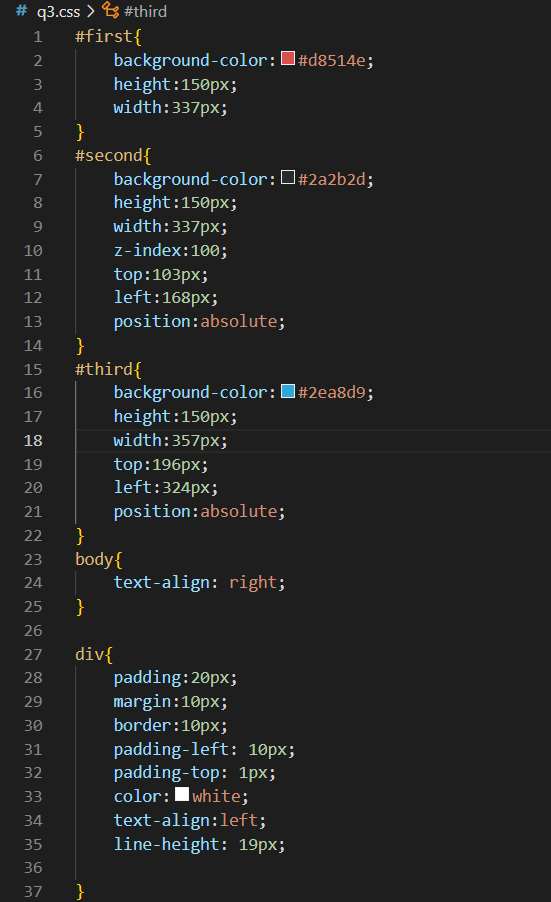 # q3.css > #third
1 #first{
2 background-color: #d8514e;
3 height:150px;
4 width:337px;
5 }
6 #second{
7 background-color: #2a2b2d;
8 height:150px;
9 width:337px;
10 z-index:100;
11 top:103px;
12 left:168px;
13 position:absolute;
14 }
15 #third{
16 background-color: #2ea8d9;
17 height:150px;
18 width:357px;
19 top:196px;
20 left:324px;
21 position:absolute;
22 }
23 body{
24 text-align: right;
25 }
26
27 div{
28 padding:20px;
29 margin:10px;
30 border:10px;
31 padding-left: 10px;
32 padding-top: 1px;
33 color: white;
34 text-align:left;
35 line-height: 19px;
36
37 }